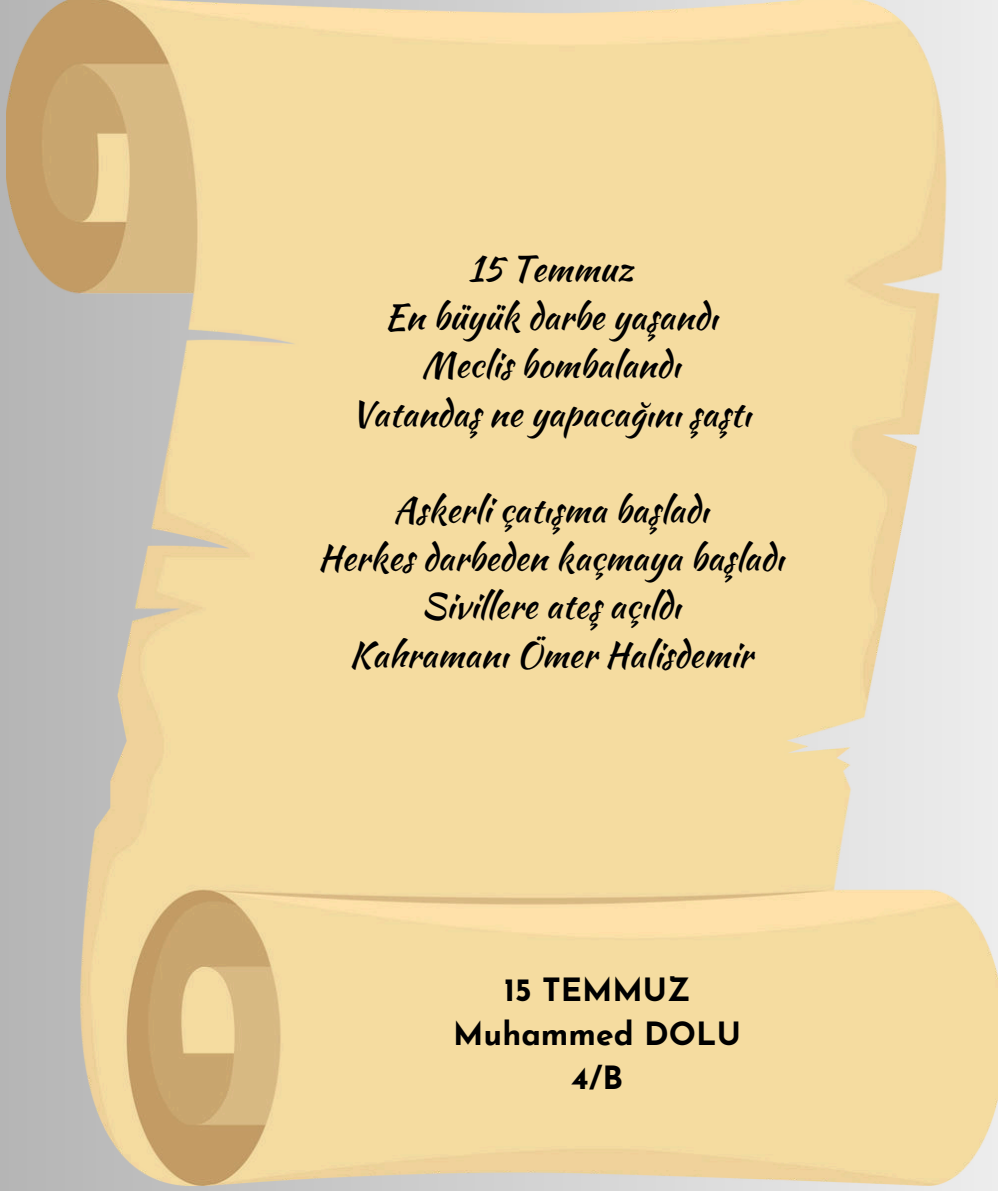 15 Temmuz
En büyük darbe yaşandı
Meclis bombalandı
Vatandaş ne yapacağını şaştı
Askerli çatışma başladı
Herkes darbeden kaçmaya başladı
Sivillere ateş açıldı
Kahramanı Ömer Halisdemir
15 TEMMUZ
Muhammed DOLU
4/B